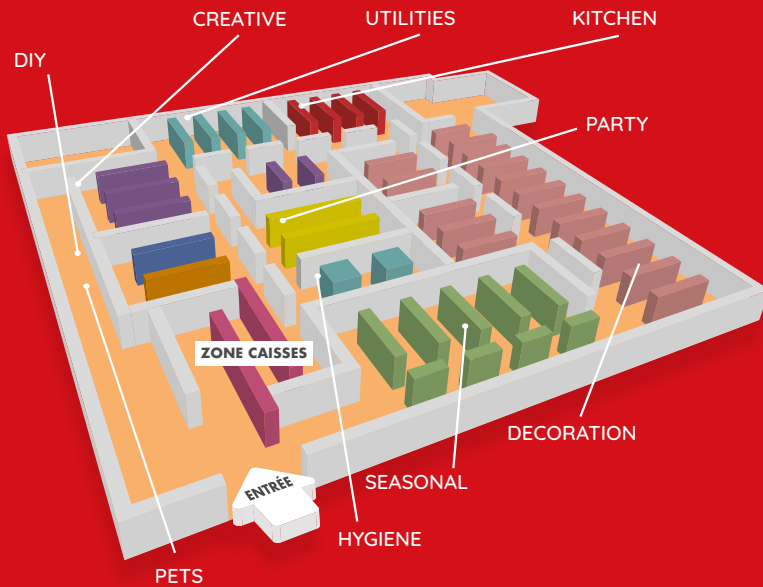 CREATIVE
UTILITIES
KITCHEN
DIY
PARTY
ZONE CAISSES
DECORATION
SEASONAL
ENTRÉE
HYGIENE
PETS